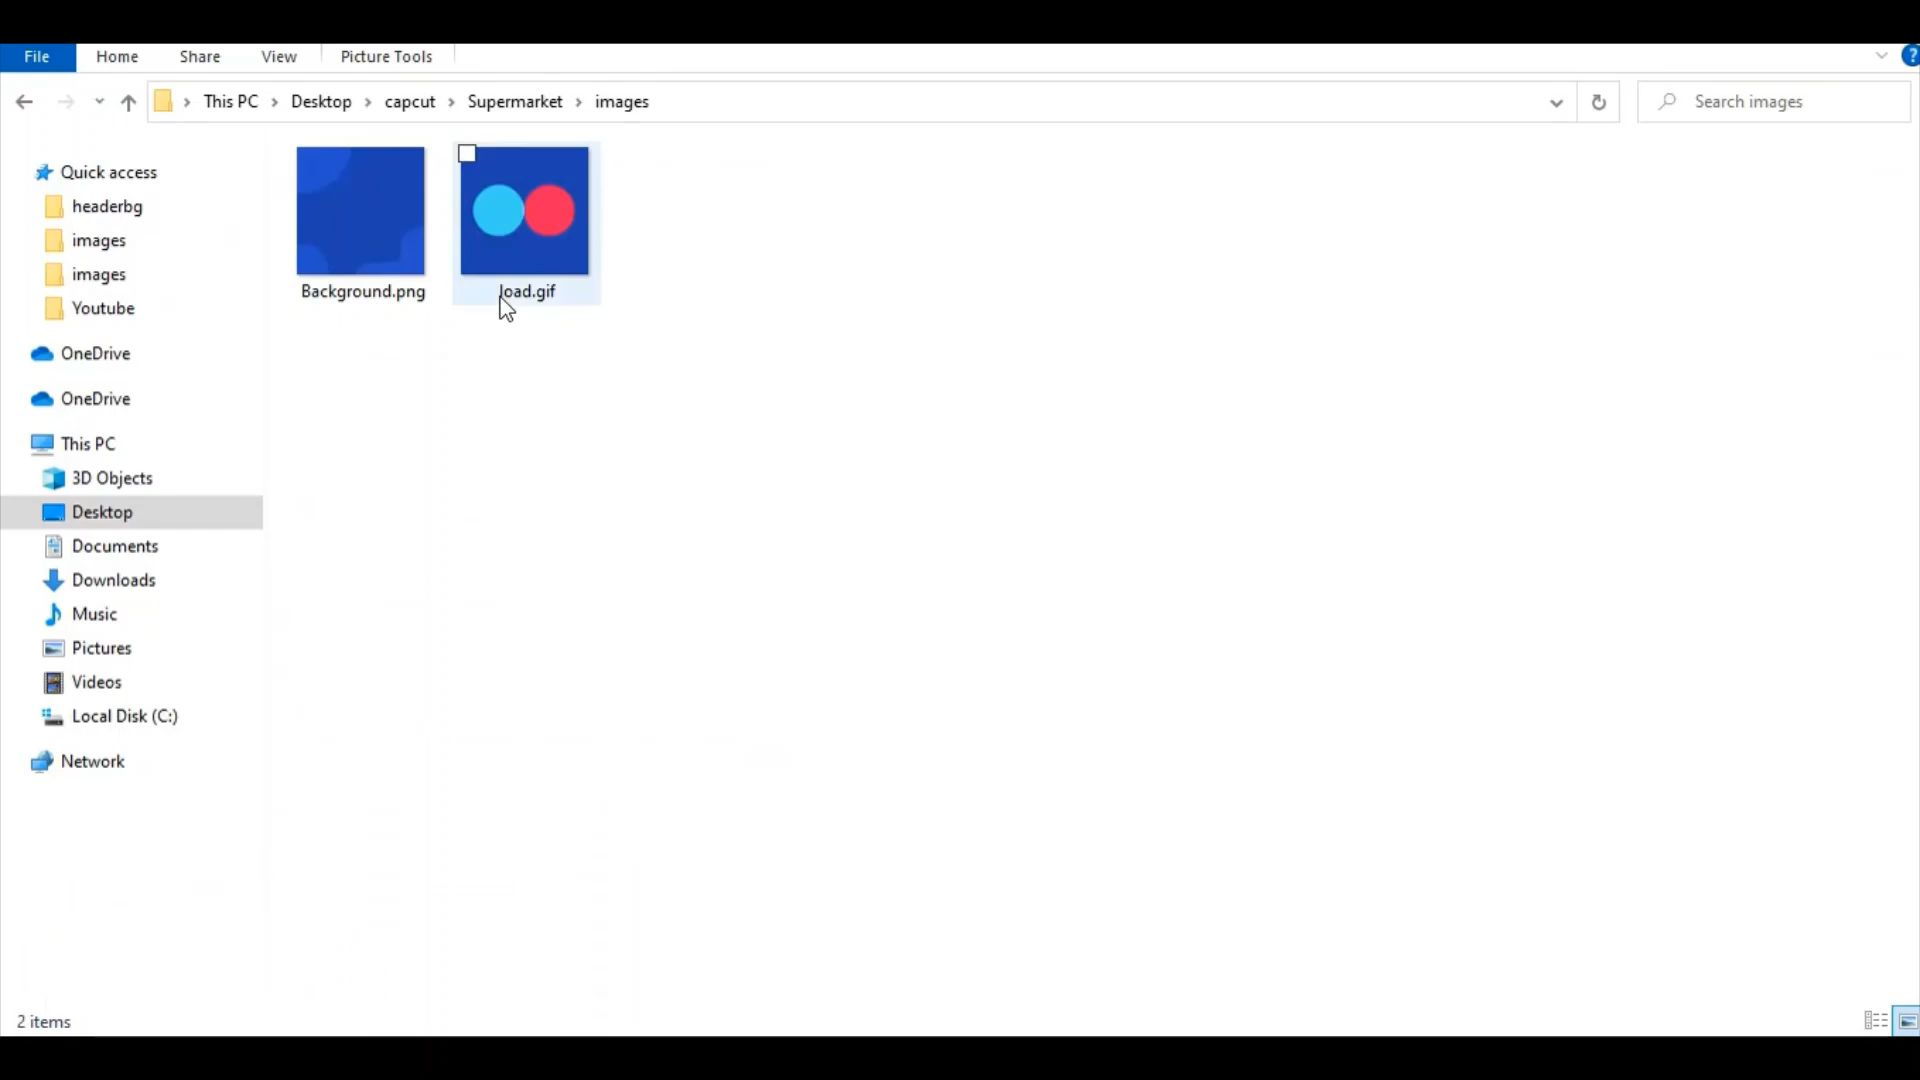 File Home Share View Picture Tools ?
This PC Desktop capcut Supermarket images Search images
Quick access
headerbg
images
images
Youtube
OneDrive
OneDrive
This PC
3D Objects
Desktop
Documents
Downloads
Music
Pictures
Videos
Local Disk (C:)
Network
Background.png load.gif
2 items